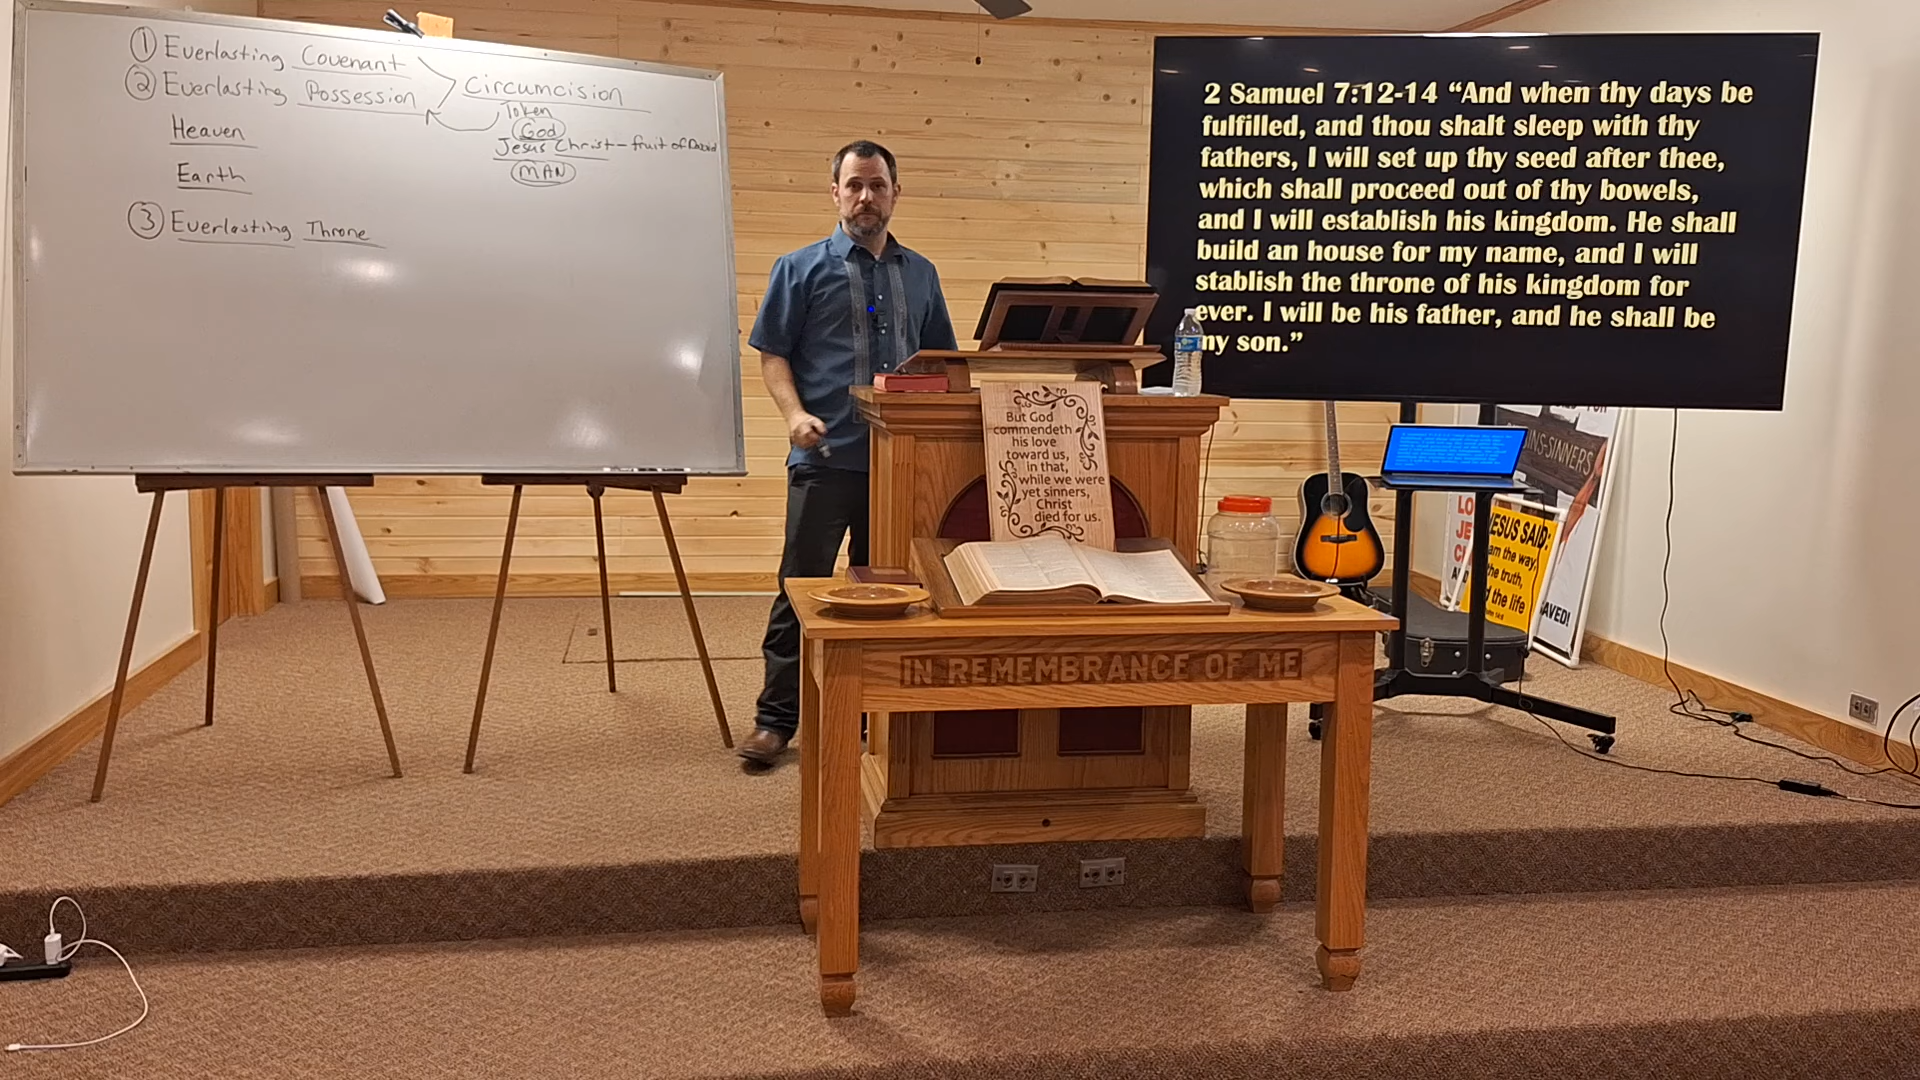 ① Everlasting Covenant
② Everlasting Possession
Circumcision
Token
God
Jesus Christ - fruit of David
MAN
Heaven
Earth
③ Everlasting Throne
2 Samuel 7:12-14 “And when thy days be
fulfilled, and thou shalt sleep with thy
fathers, I will set up thy seed after thee,
which shall proceed out of thy bowels,
and I will establish his kingdom. He shall
build an house for my name, and I will
stablish the throne of his kingdom for
ever. I will be his father, and he shall be
my son.”
But God
commendeth
his love
toward us,
in that,
while we were
yet sinners,
Christ
died for us.
IN REMEMBRANCE OF ME
INS-SINNERS
LO
JE
C
JESUS SAID:
am the way,
the truth,
d the life
AVED!